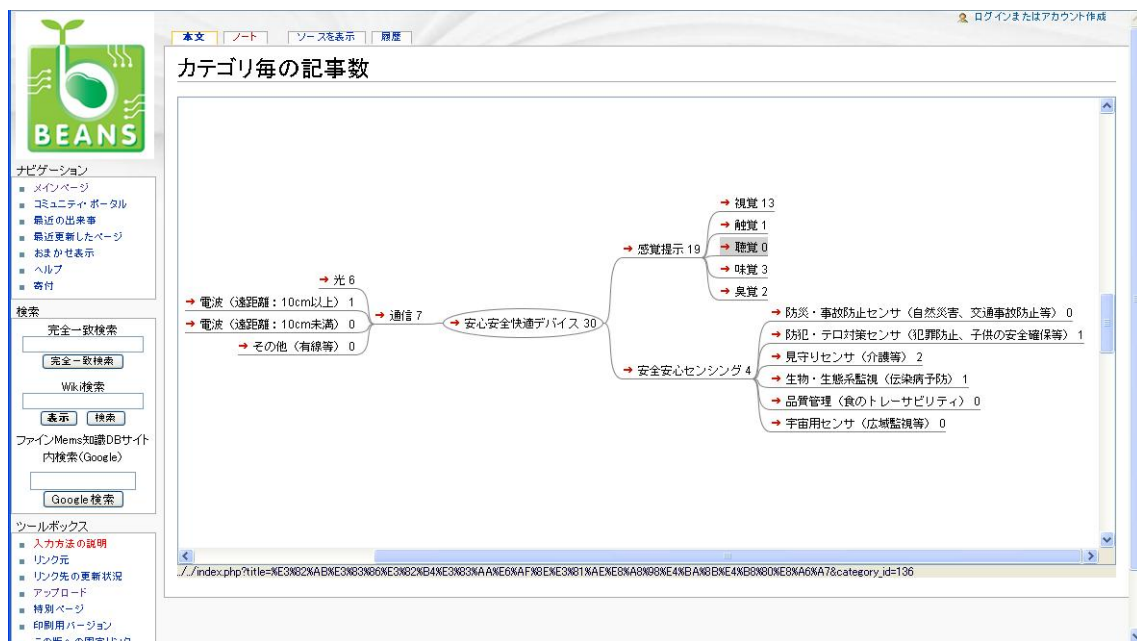 ログインまたはアカウント作成
本文 ノート ソースを表示 履歴
カテゴリ毎の記事数
BEANS
ナビゲーション
メインページ
コミュニティ・ポータル
最近の出来事
最近更新したページ
おまかせ表示
ヘルプ
寄付
検索
完全一致検索
完全一致検索
Wiki検索
表示 検索
ファインMems知識DBサイト
内検索(Google)
Google 検索
ツールボックス
入力方法の説明
リンク元
リンク先の更新状況
アップロード
特別ページ
印刷用バージョン
この版への固定リンク
光 6
電波（遠距離：10cm以上） 1
電波（遠距離：10cm未満） 0
その他（有線等） 0
通信 7
安心安全快適デバイス 30
感覚提示 19
視覚 13
触覚 1
聴覚 0
味覚 3
臭覚 2
安全安心センシング 4
防災・事故防止センサ（自然災害、交通事故防止等） 0
防犯・テロ対策センサ（犯罪防止、子供の安全確保等） 1
見守りセンサ（介護等） 2
生物・生態系監視（伝染病予防） 1
品質管理（食のトレーサビリティ） 0
宇宙用センサ（広域監視等） 0
././index.php?title=%E3%82%AB%E3%83%86%E3%82%B4%E3%83%AA%E6%AF%8E%E3%81%AE%E8%A8%98%E4%BA%8B%E4%B8%80%E8%A6%A7&category_id=136